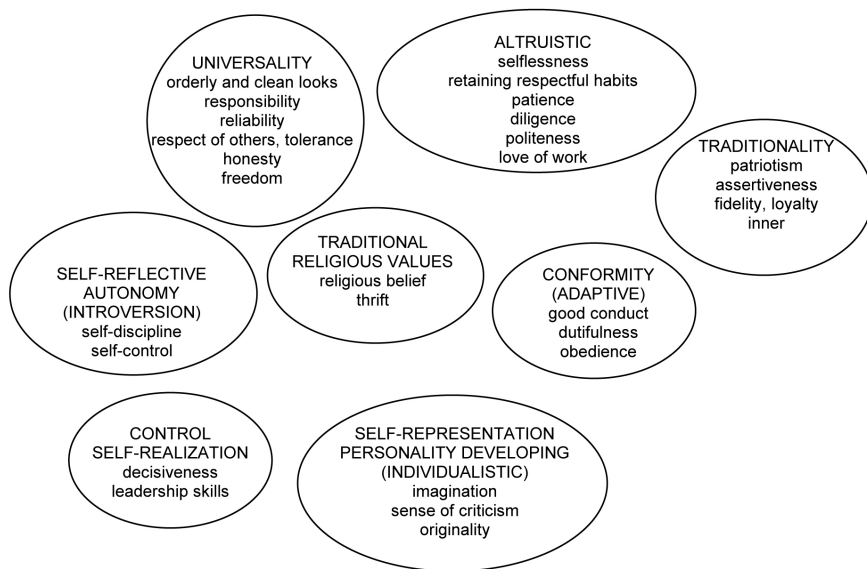 UNIVERSALITY
orderly and clean looks
responsibility
reliability
respect of others, tolerance
honesty
freedom
ALTRUISTIC
selflessness
retaining respectful habits
patience
diligence
politeness
love of work
TRADITIONALITY
patriotism
assertiveness
fidelity, loyalty
inner
SELF-REFLECTIVE
AUTONOMY
(INTROVERSION)
self-discipline
self-control
TRADITIONAL
RELIGIOUS VALUES
religious belief
thrift
CONFORMITY
(ADAPTIVE)
good conduct
dutifulness
obedience
CONTROL
SELF-REALIZATION
decisiveness
leadership skills
SELF-REPRESENTATION
PERSONALITY DEVELOPING
(INDIVIDUALISTIC)
imagination
sense of criticism
originality